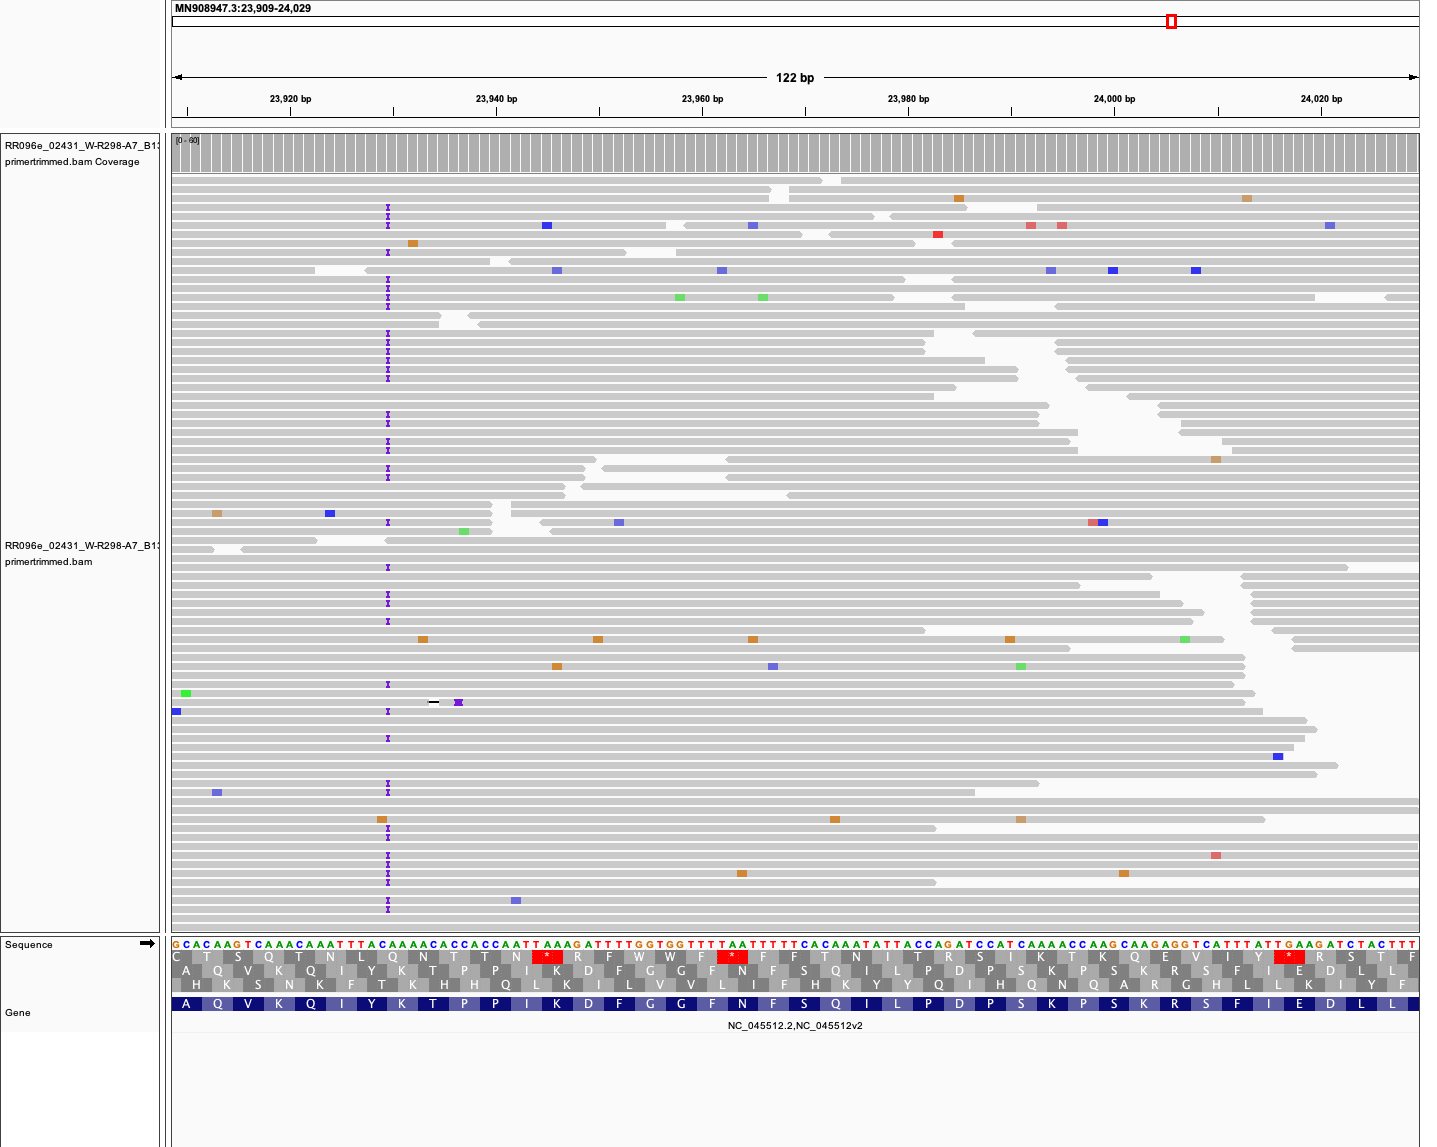 MN908947.3:23,909-24,029
122 bp
23,920 bp 23,940 bp 23,960 bp 23,980 bp 24,000 bp 24,020 bp
RR096e_02431_W-R298-A7_B1
primertrimmed.bam Coverage
[0 - 60]
RR096e_02431_W-R298-A7_B1
primertrimmed.bam
Sequence
GCACAAGTCAAACAAATTTACAAAACACCACCAATTAAAGATTTTGGTGGTTTTAATTTTTCACAAATATTACCAGATCCATCAAAACCAAGCAAGAGGTCATTTATTGAAGATCTACTTT
C T S Q T N L Q N T T N * R F W W F * F F T N I T R S I K T K Q E V I Y * R S T F
A Q V K Q I Y K T P P I K D F G G F N F S Q I L P D P S K P S K R S F I E D L L
H K S N K F T K H H Q L K I L V V L I F H K Y Y Q I H Q N Q A R G H L L K I Y F
Gene
A Q V K Q I Y K T P P I K D F G G F N F S Q I L P D P S K P S K R S F I E D L L
NC_045512.2,NC_045512v2